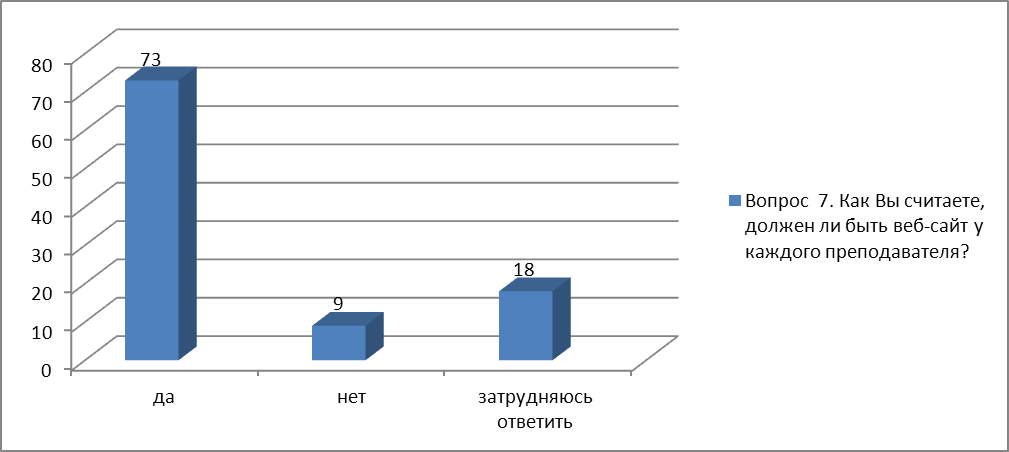 80
70
60
50
40
30
20
10
0
73
9
18
да
нет
затрудняюсь
ответить
Вопрос  7. Как Вы считаете,
должен ли быть веб-сайт у
каждого преподавателя?